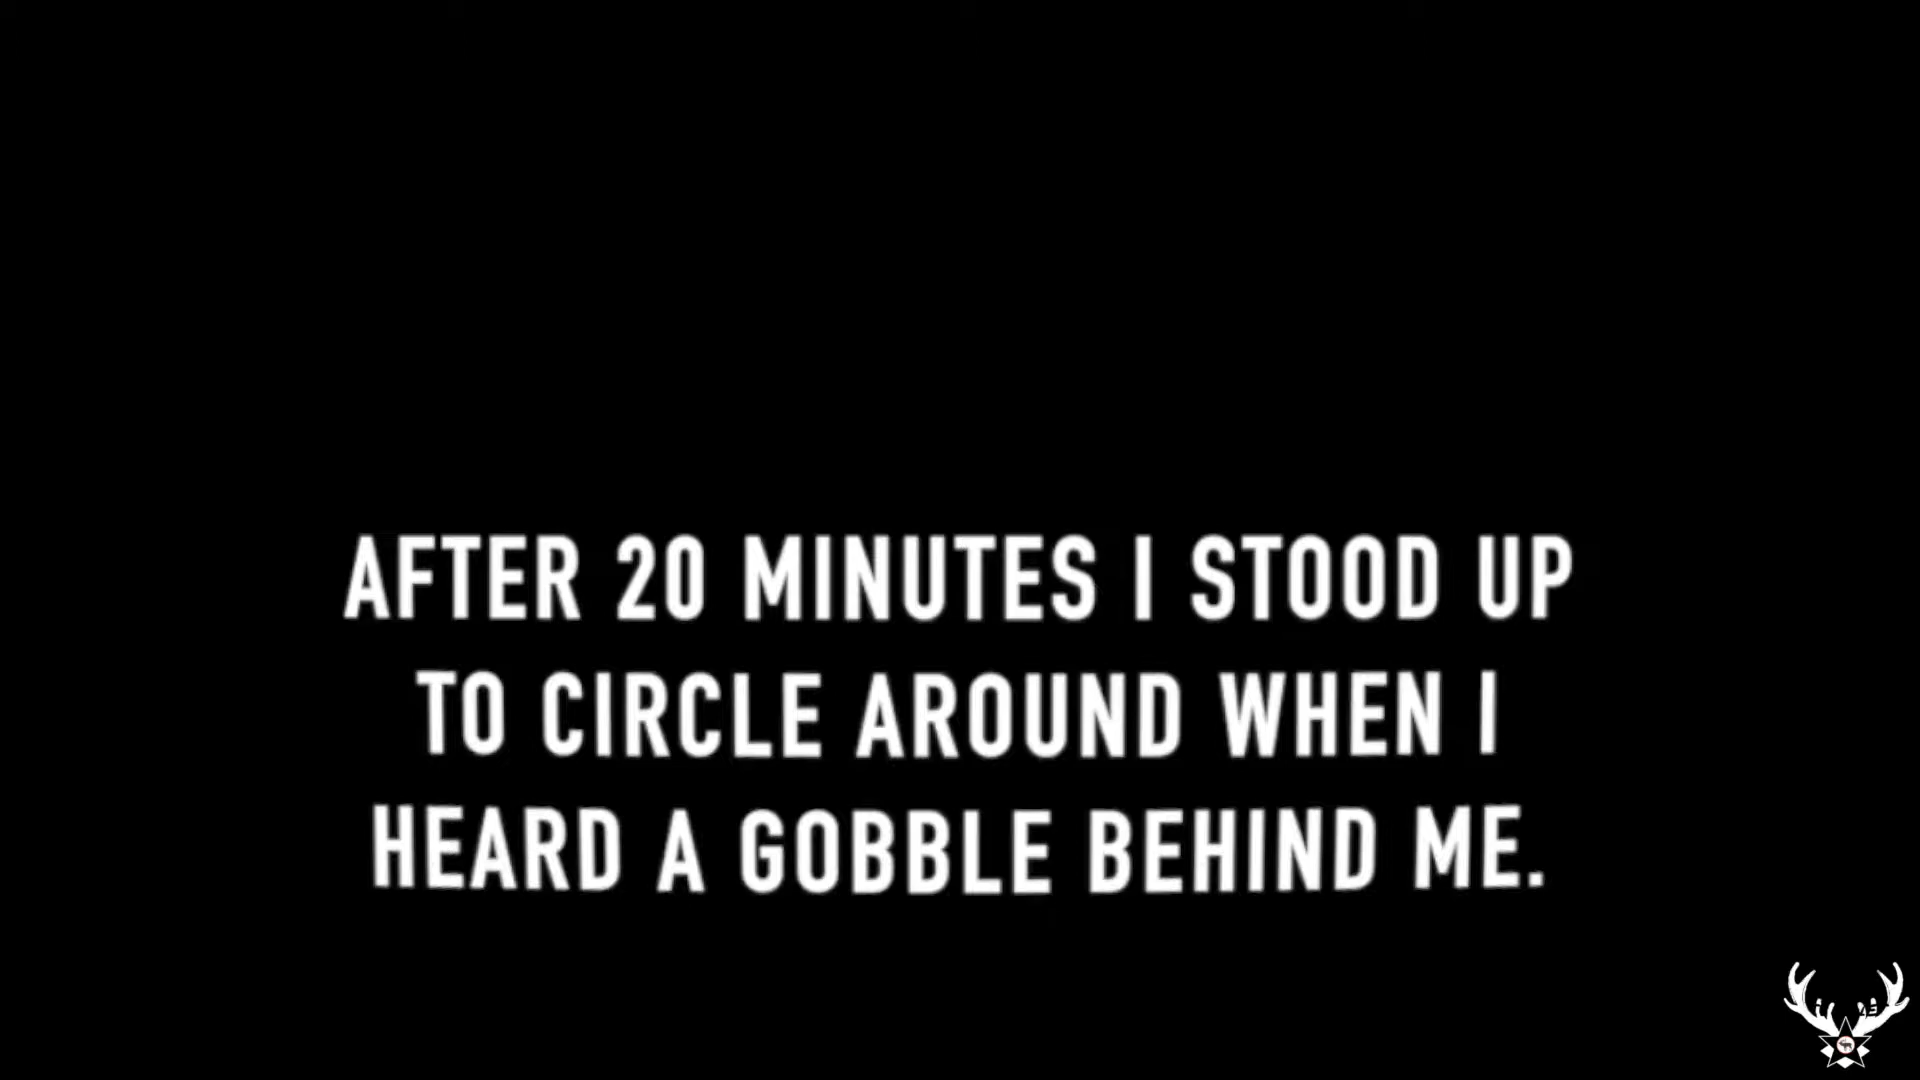 AFTER 20 MINUTES I STOOD UP
TO CIRCLE AROUND WHEN I
HEARD A GOBBLE BEHIND ME.